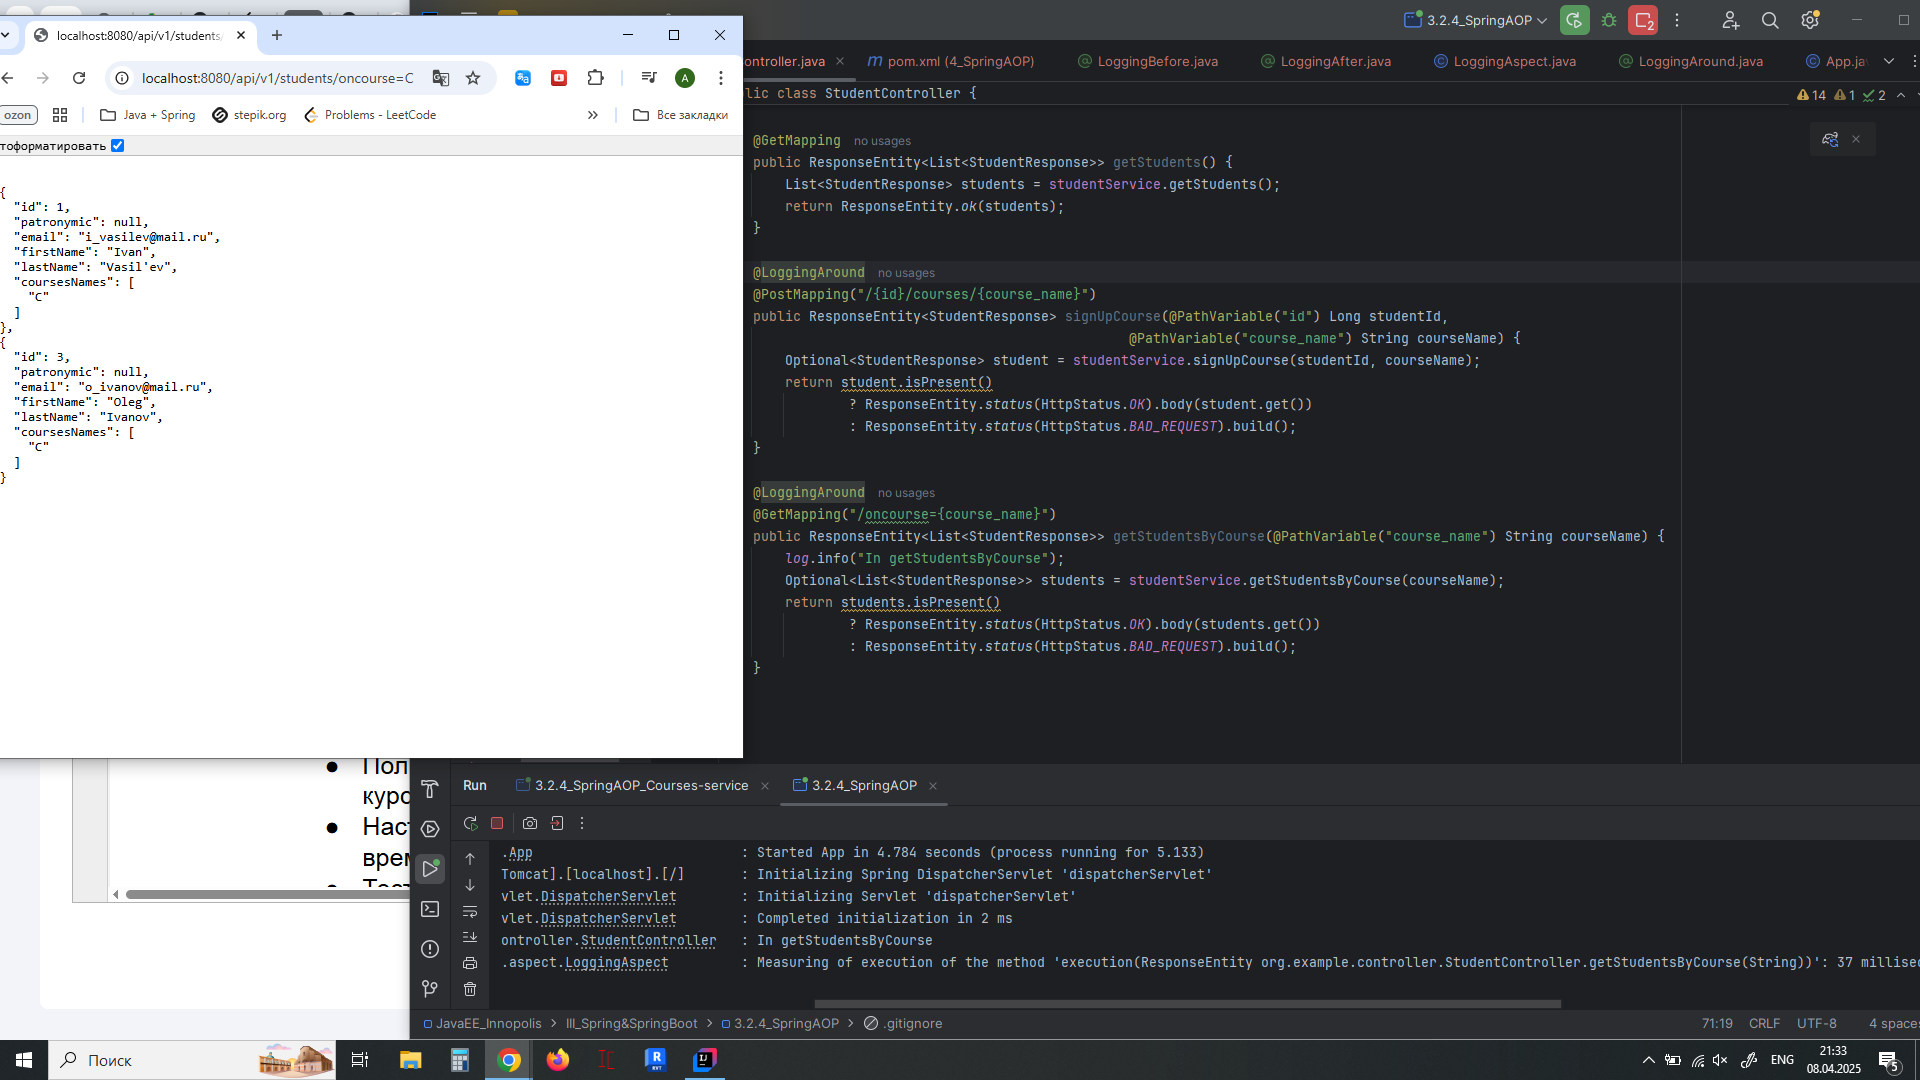 localhost:8080/api/v1/students
localhost:8080/api/v1/students/oncourse=C
A
ozon
Java + Spring
stepik.org
Problems - LeetCode
»
Все закладки
тоформатировать
{
"id": 1,
"patronymic": null,
"email": "i_vasilev@mail.ru",
"firstName": "Ivan",
"lastName": "Vasil'ev",
"coursesNames": [
"C"
]
},
{
"id": 3,
"patronymic": null,
"email": "o_ivanov@mail.ru",
"firstName": "Oleg",
"lastName": "Ivanov",
"coursesNames": [
"C"
]
}
3.2.4_SpringAOP
2
ontroller.java
pom.xml (4_SpringAOP)
LoggingBefore.java
LoggingAfter.java
LoggingAspect.java
LoggingAround.java
App.ja
lic class StudentController {
14 1 2
@GetMapping no usages
public ResponseEntity<List<StudentResponse>> getStudents() {
List<StudentResponse> students = studentService.getStudents();
return ResponseEntity.ok(students);
}
@LoggingAround no usages
@PostMapping("/{id}/courses/{course_name}")
public ResponseEntity<StudentResponse> signUpCourse(@PathVariable("id") Long studentId,
@PathVariable("course_name") String courseName) {
Optional<StudentResponse> student = studentService.signUpCourse(studentId, courseName);
return student.isPresent()
? ResponseEntity.status(HttpStatus.OK).body(student.get())
: ResponseEntity.status(HttpStatus.BAD_REQUEST).build();
}
@LoggingAround no usages
@GetMapping("/oncourse={course_name}")
public ResponseEntity<List<StudentResponse>> getStudentsByCourse(@PathVariable("course_name") String courseName) {
log.info("In getStudentsByCourse");
Optional<List<StudentResponse>> students = studentService.getStudentsByCourse(courseName);
return students.isPresent()
? ResponseEntity.status(HttpStatus.OK).body(students.get())
: ResponseEntity.status(HttpStatus.BAD_REQUEST).build();
}
● Пол
куро
● Наст
врем
Run
3.2.4_SpringAOP_Courses-service
3.2.4_SpringAOP
.App : Started App in 4.784 seconds (process running for 5.133)
Tomcat].[localhost].[/] : Initializing Spring DispatcherServlet 'dispatcherServlet'
vlet.DispatcherServlet : Initializing Servlet 'dispatcherServlet'
vlet.DispatcherServlet : Completed initialization in 2 ms
ontroller.StudentController : In getStudentsByCourse
.aspect.LoggingAspect : Measuring of execution of the method 'execution(ResponseEntity org.example.controller.StudentController.getStudentsByCourse(String))': 37 millisec
JavaEE_Innopolis > III_Spring&SpringBoot > 3.2.4_SpringAOP > .gitignore
71:19 CRLF UTF-8 4 spaces
Поиск
ENG
21:33
08.04.2025
5